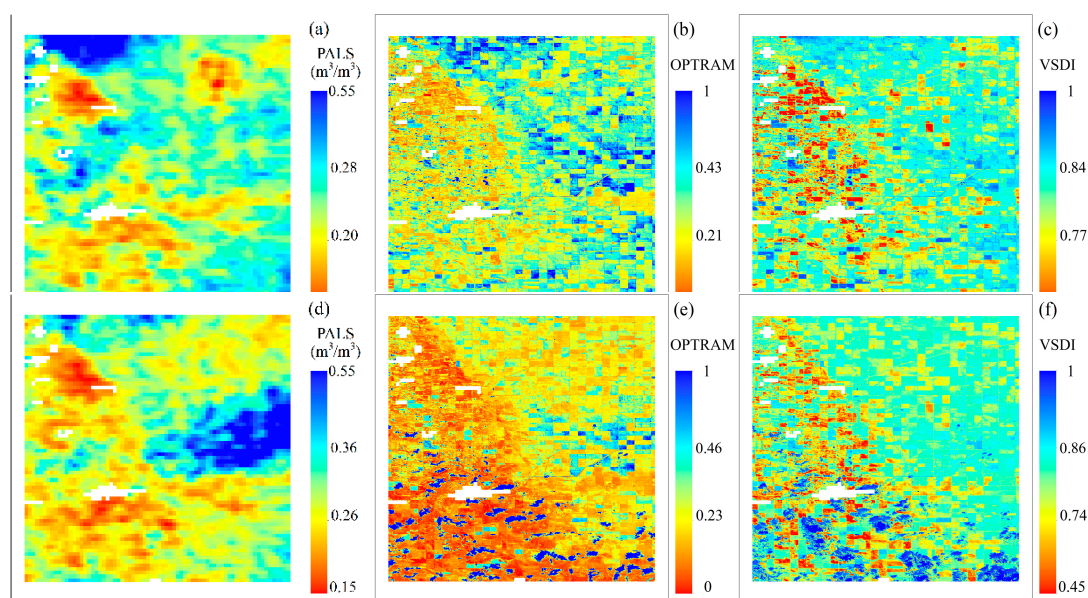 (a)
PALS
(m³/m³)
0.55
0.28
0.20
(b)
OPTRAM
1
0.43
0.21
(c)
VSDI
1
0.84
0.77
(d)
PALS
(m³/m³)
0.55
0.36
0.26
0.15
(e)
OPTRAM
1
0.46
0.23
0
(f)
VSDI
1
0.86
0.74
0.45